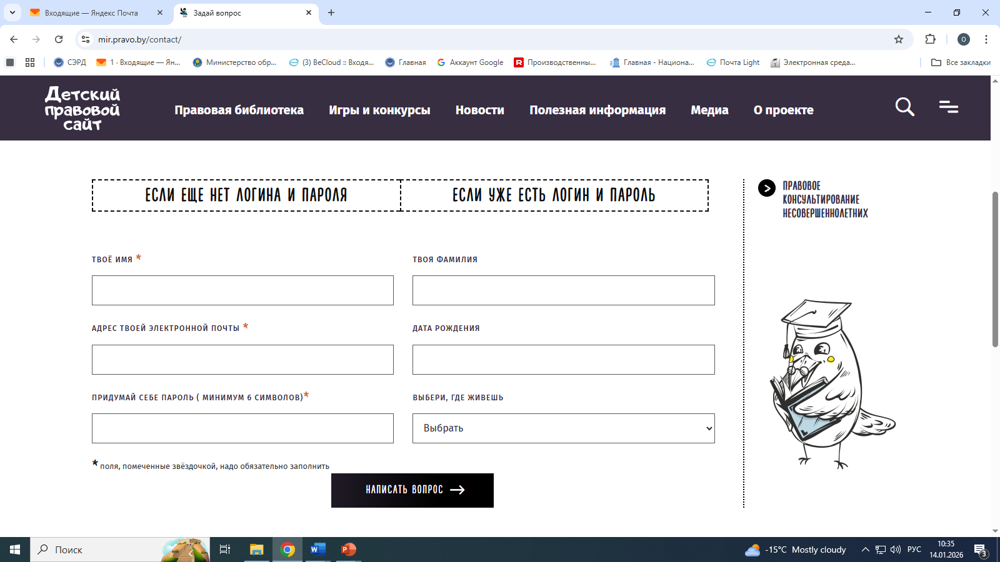 Входящие — Яндекс Почта
Задай вопрос
mir.pravo.by/contact/
О
СЭРД
1 · Входящие — Ян...
Министерство обр...
(3) BeCloud :: Входя...
Главная
Аккаунт Google
Производственны...
Главная - Национа...
Почта Light
Электронная среда...
Все закладки
Детский
правовой
сайт
Правовая библиотека
Игры и конкурсы
Новости
Полезная информация
Медиа
О проекте
ЕСЛИ ЕЩЕ НЕТ ЛОГИНА И ПАРОЛЯ
ЕСЛИ УЖЕ ЕСТЬ ЛОГИН И ПАРОЛЬ
ПРАВОВОЕ
КОНСУЛЬТИРОВАНИЕ
НЕСОВЕРШЕННОЛЕТНИХ
ТВОЁ ИМЯ *
ТВОЯ ФАМИЛИЯ
АДРЕС ТВОЕЙ ЭЛЕКТРОННОЙ ПОЧТЫ *
ДАТА РОЖДЕНИЯ
ПРИДУМАЙ СЕБЕ ПАРОЛЬ ( МИНИМУМ 6 СИМВОЛОВ)*
ВЫБЕРИ, ГДЕ ЖИВЕШЬ
Выбрать
* поля, помеченные звёздочкой, надо обязательно заполнить
НАПИСАТЬ ВОПРОС
Поиск
-15°C Mostly cloudy
РУС
10:35
14.01.2026
3